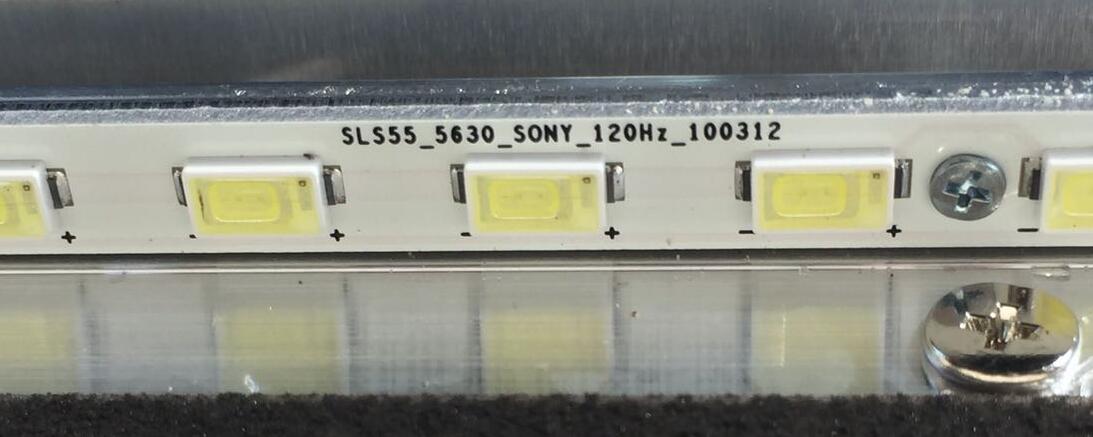 SLS55_5630_SONY_120Hz_100312
- + - + - + - + -